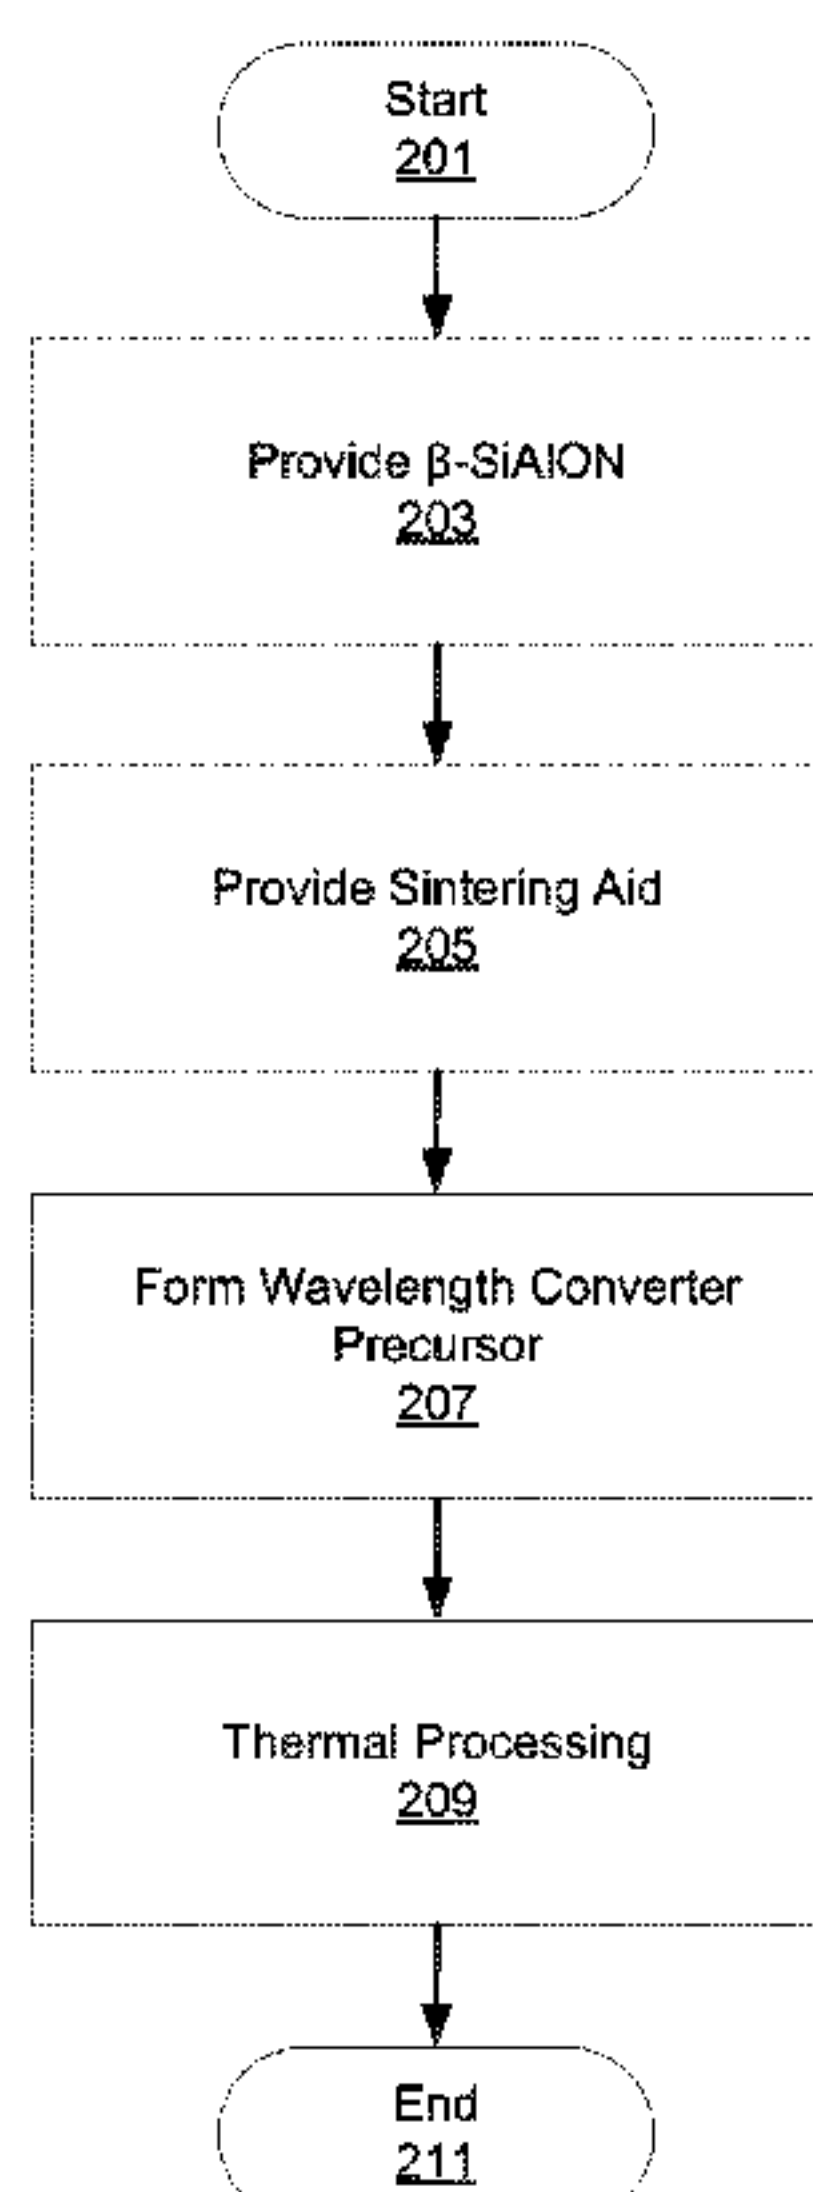 Start
201
Provide β-SiAlON
203
Provide Sintering Aid
205
Form Wavelength Converter
Precursor
207
Thermal Processing
209
End
211